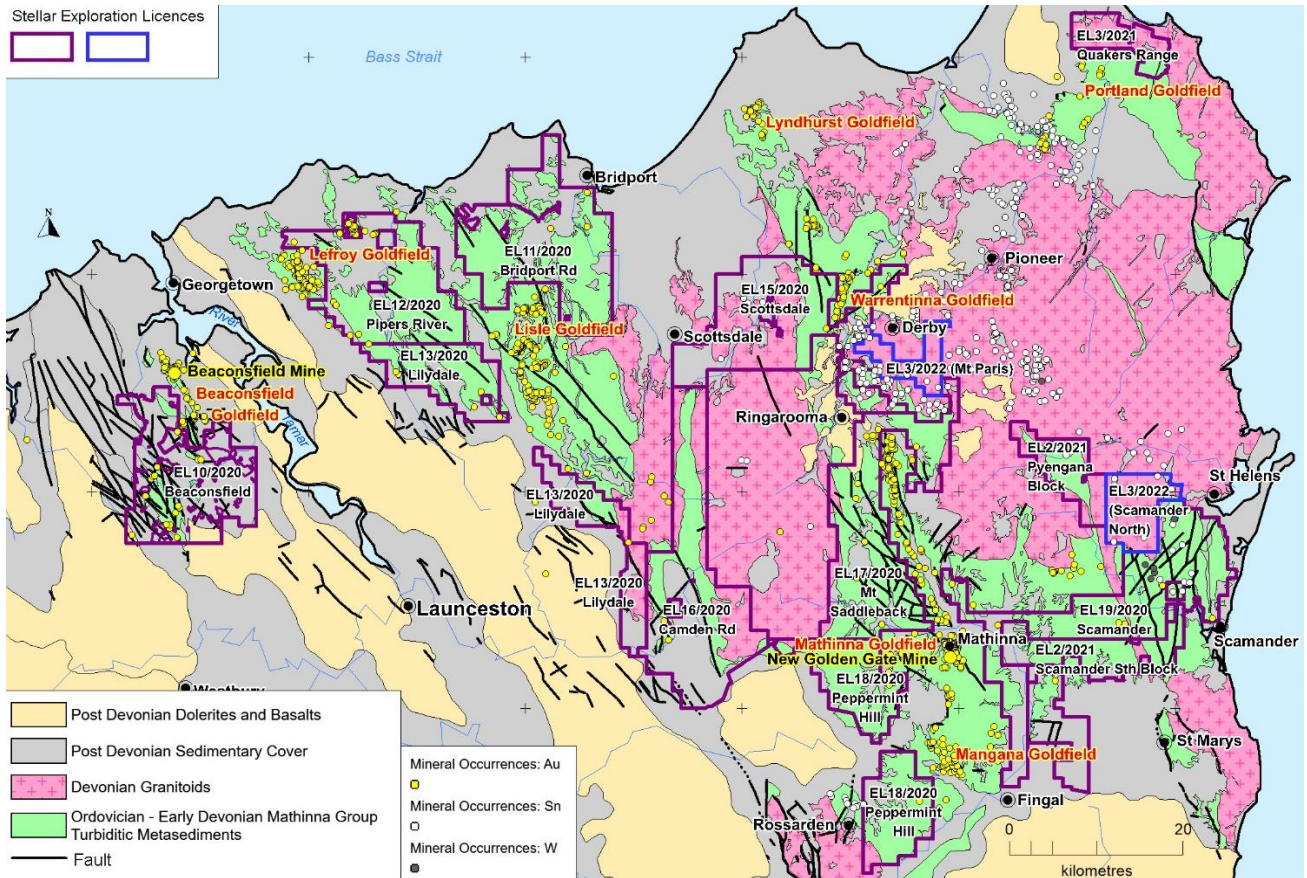 Stellar Exploration Licences
Bass Strait
EL3/2021
Quakers Range
Portland Goldfield
Lyndhurst Goldfield
Bridport
N
Georgetown
Lefroy Goldfield
EL11/2020
Bridport Rd
Pioneer
EL12/2020
Pipers River
EL15/2020
Scottsdale
Warrentinna Goldfield
Derby
Lisle Goldfield
Scottsdale
River
EL13/2020
Lilydale
EL3/2022 (Mt Paris)
Beaconsfield Mine
Beaconsfield
Goldfield
Tamar
Ringarooma
EL10/2020
Beaconsfield
EL2/2021
Pyengana
Block
St Helens
EL13/2020
Lilydale
EL3/2022
(Scamander
North)
EL13/2020
Lilydale
EL17/2020
Mt
Saddleback
Launceston
EL16/2020
Camden Rd
EL19/2020
Scamander
Scamander
Mathinna Goldfield
Mathinna
New Golden Gate Mine
EL2/2021
Scamander Sth Block
EL18/2020
Peppermint
Hill
Westbury
St Marys
Mangana Goldfield
EL18/2020
Peppermint
Hill
Fingal
Rossarden
Post Devonian Dolerites and Basalts
Post Devonian Sedimentary Cover
Devonian Granitoids
Ordovician - Early Devonian Mathinna Group
Turbiditic Metasediments
Fault
Mineral Occurrences: Au
Mineral Occurrences: Sn
Mineral Occurrences: W
0 20
kilometres